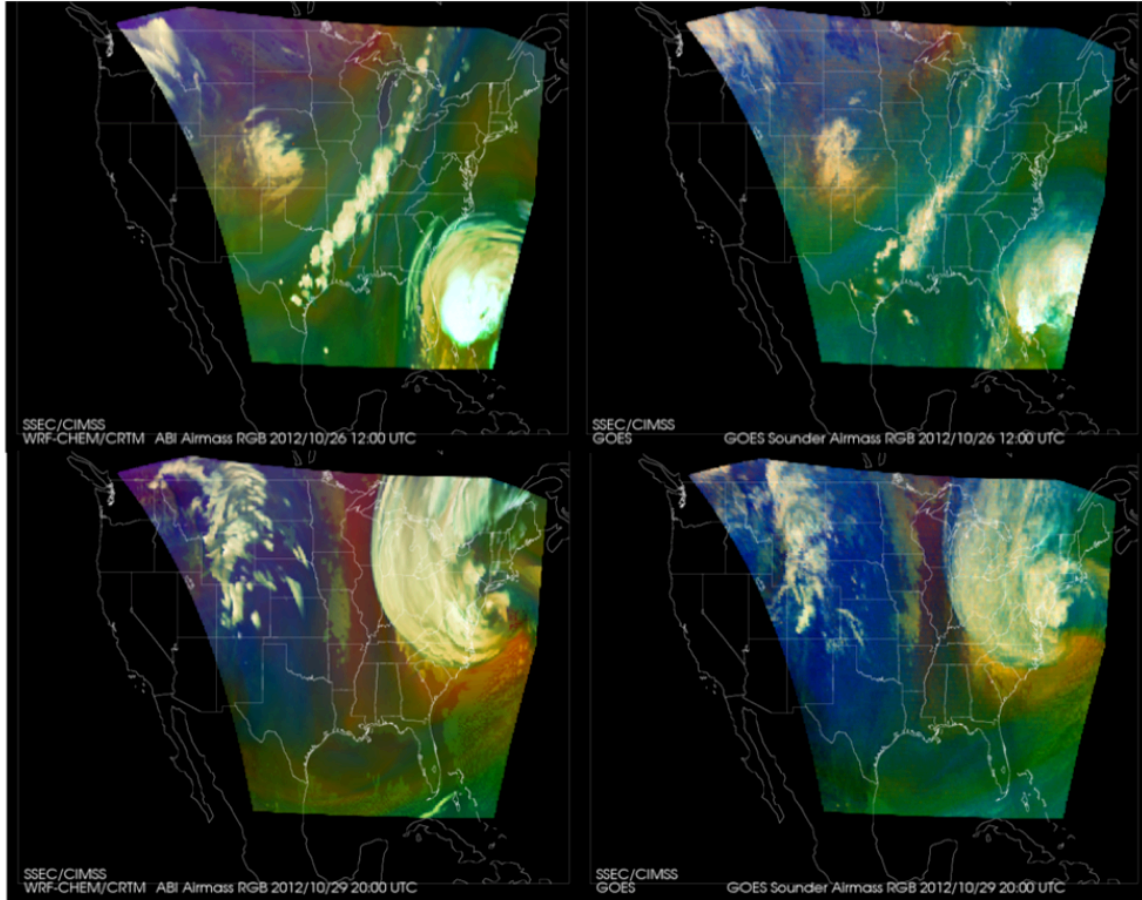 SSEC/CIMSS
WRF-CHEM/CRTM ABI Airmass RGB 2012/10/26 12:00 UTC
SSEC/CIMSS
GOES GOES Sounder Airmass RGB 2012/10/26 12:00 UTC
SSEC/CIMSS
WRF-CHEM/CRTM ABI Airmass RGB 2012/10/29 20:00 UTC
SSEC/CIMSS
GOES GOES Sounder Airmass RGB 2012/10/29 20:00 UTC